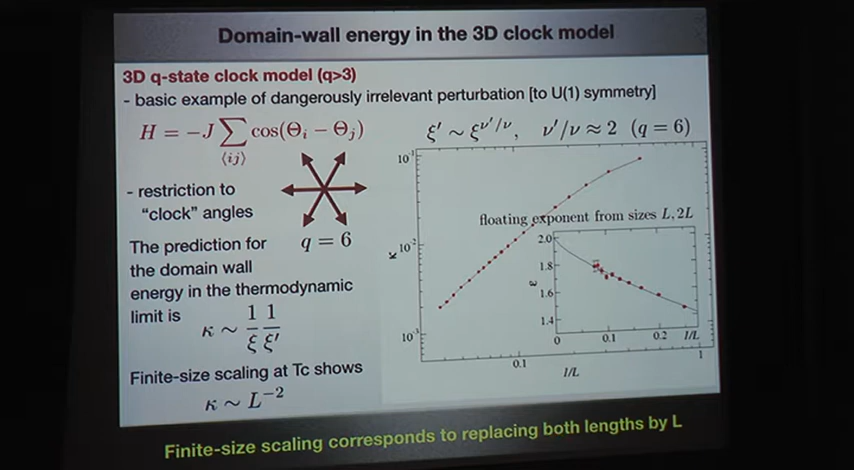 Domain-wall energy in the 3D clock model
3D q-state clock model (q>3)
- basic example of dangerously irrelevant perturbation [to U(1) symmetry]
H = −J ∑⟨ij⟩ cos(Θᵢ − Θⱼ)
ξ′ ~ ξ^ν′/ν, ν′/ν ≈ 2 (q = 6)
- restriction to
"clock" angles
q = 6
The prediction for
the domain wall
energy in the thermodynamic
limit is
κ ~ 1/ξ 1/ξ′
Finite-size scaling at Tc shows
κ ~ L⁻²
10⁻¹
10⁻²
κ
10⁻³
0.1
1
1/L
floating exponent from sizes L, 2L
2.0
1.8
1.6
1.4
ε
0
0.1
0.2
1/L
Finite-size scaling corresponds to replacing both lengths by L